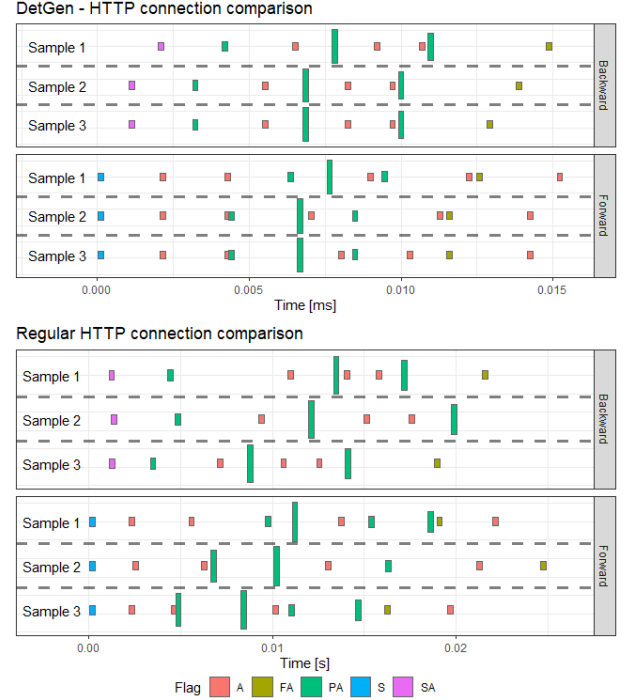 DetGen - HTTP connection comparison
Sample 1
Sample 2
Sample 3
Backward
Sample 1
Sample 2
Sample 3
Forward
0.000 0.005 0.010 0.015
Time [ms]
Regular HTTP connection comparison
Sample 1
Sample 2
Sample 3
Backward
Sample 1
Sample 2
Sample 3
Forward
0.00 0.01 0.02
Time [s]
Flag A FA PA S SA